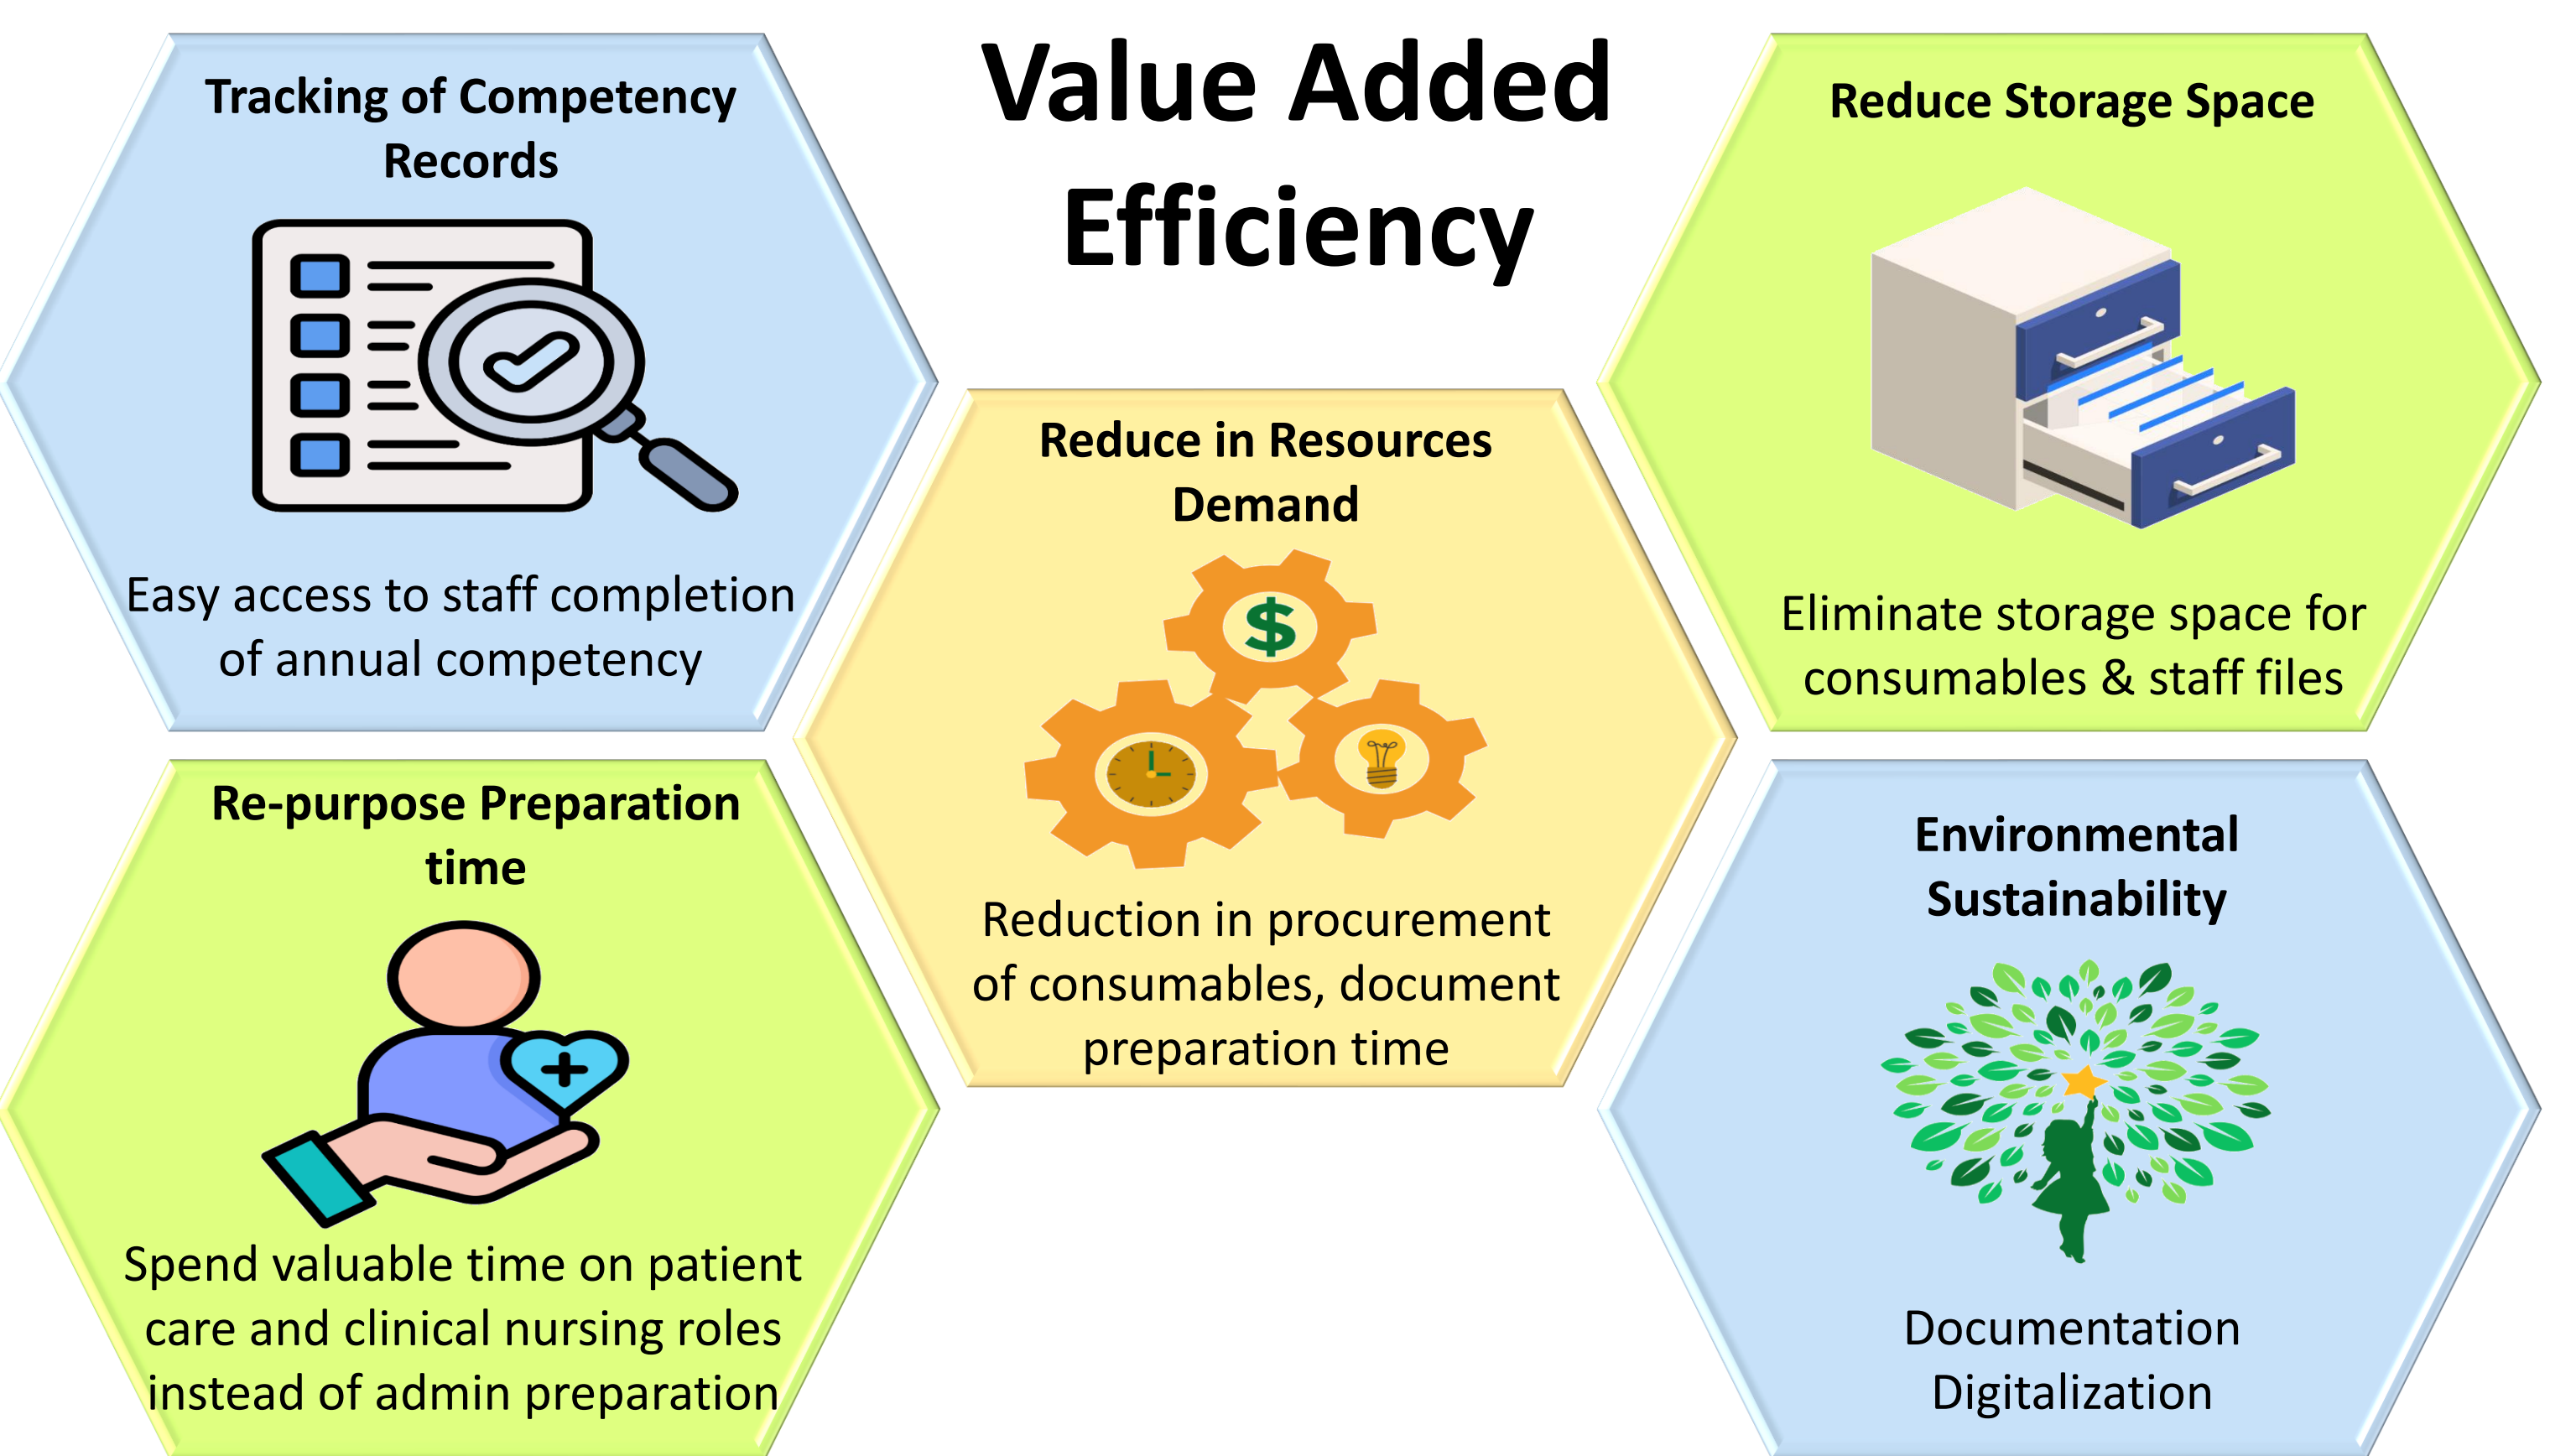 Value Added
Efficiency
Tracking of Competency
Records
Easy access to staff completion
of annual competency
Reduce Storage Space
Eliminate storage space for
consumables & staff files
Reduce in Resources
Demand
$
Reduction in procurement
of consumables, document
preparation time
Re-purpose Preparation
time
Spend valuable time on patient
care and clinical nursing roles
instead of admin preparation
Environmental
Sustainability
Documentation
Digitalization